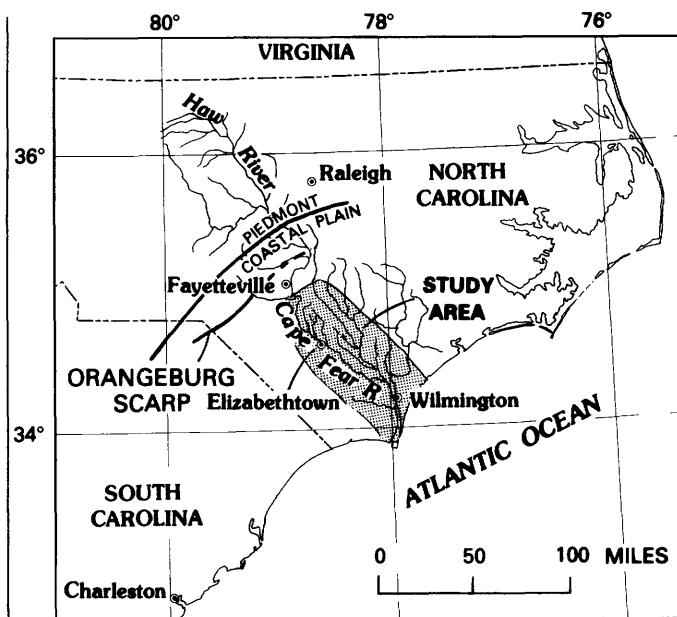 80°
78°
76°
VIRGINIA
Haw
River
36°
Raleigh
NORTH
CAROLINA
PIEDMONT
COASTAL PLAIN
Fayetteville
STUDY
AREA
Cape
Fear R
ORANGEBURG
SCARP
Elizabethtown
Wilmington
34°
ATLANTIC OCEAN
SOUTH
CAROLINA
0 50 100 MILES
Charleston